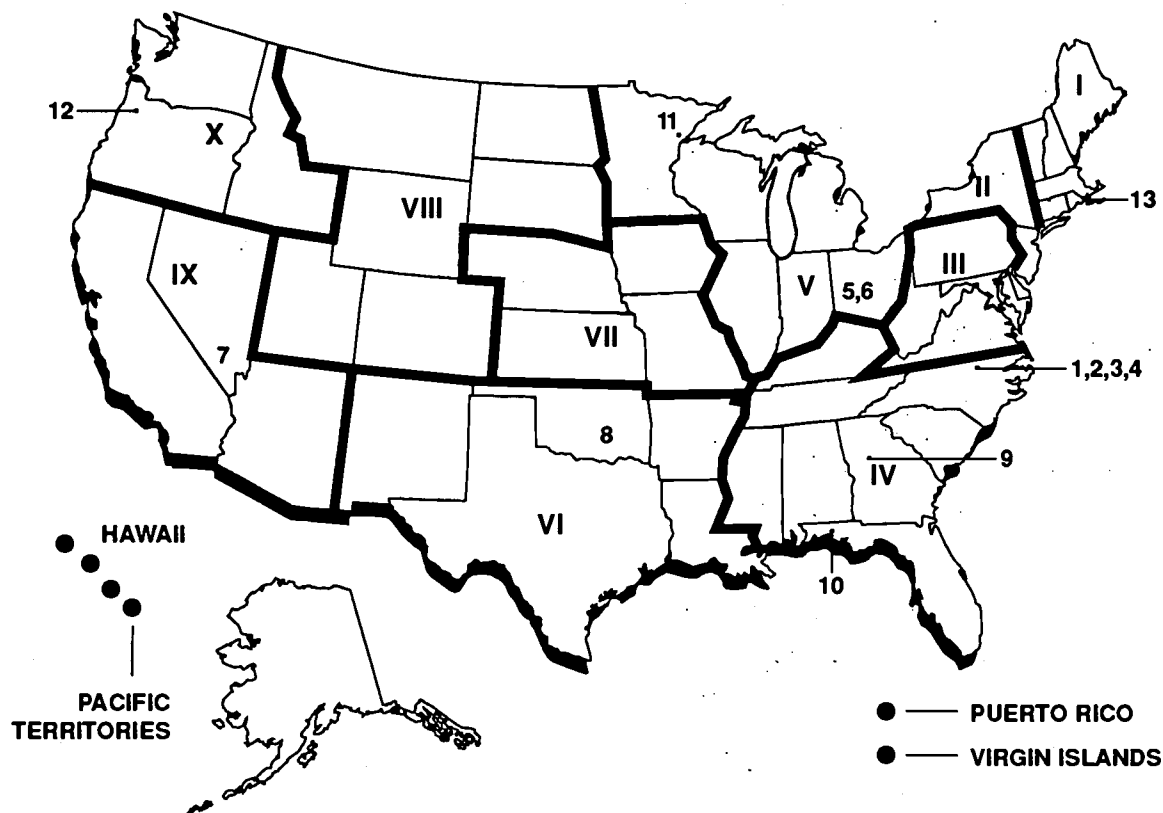 I
12
11
X
II
13
VIII
III
IX
V
5,6
VII
7
1,2,3,4
8
9
IV
VI
HAWAII
10
PACIFIC
TERRITORIES
PUERTO RICO
VIRGIN ISLANDS